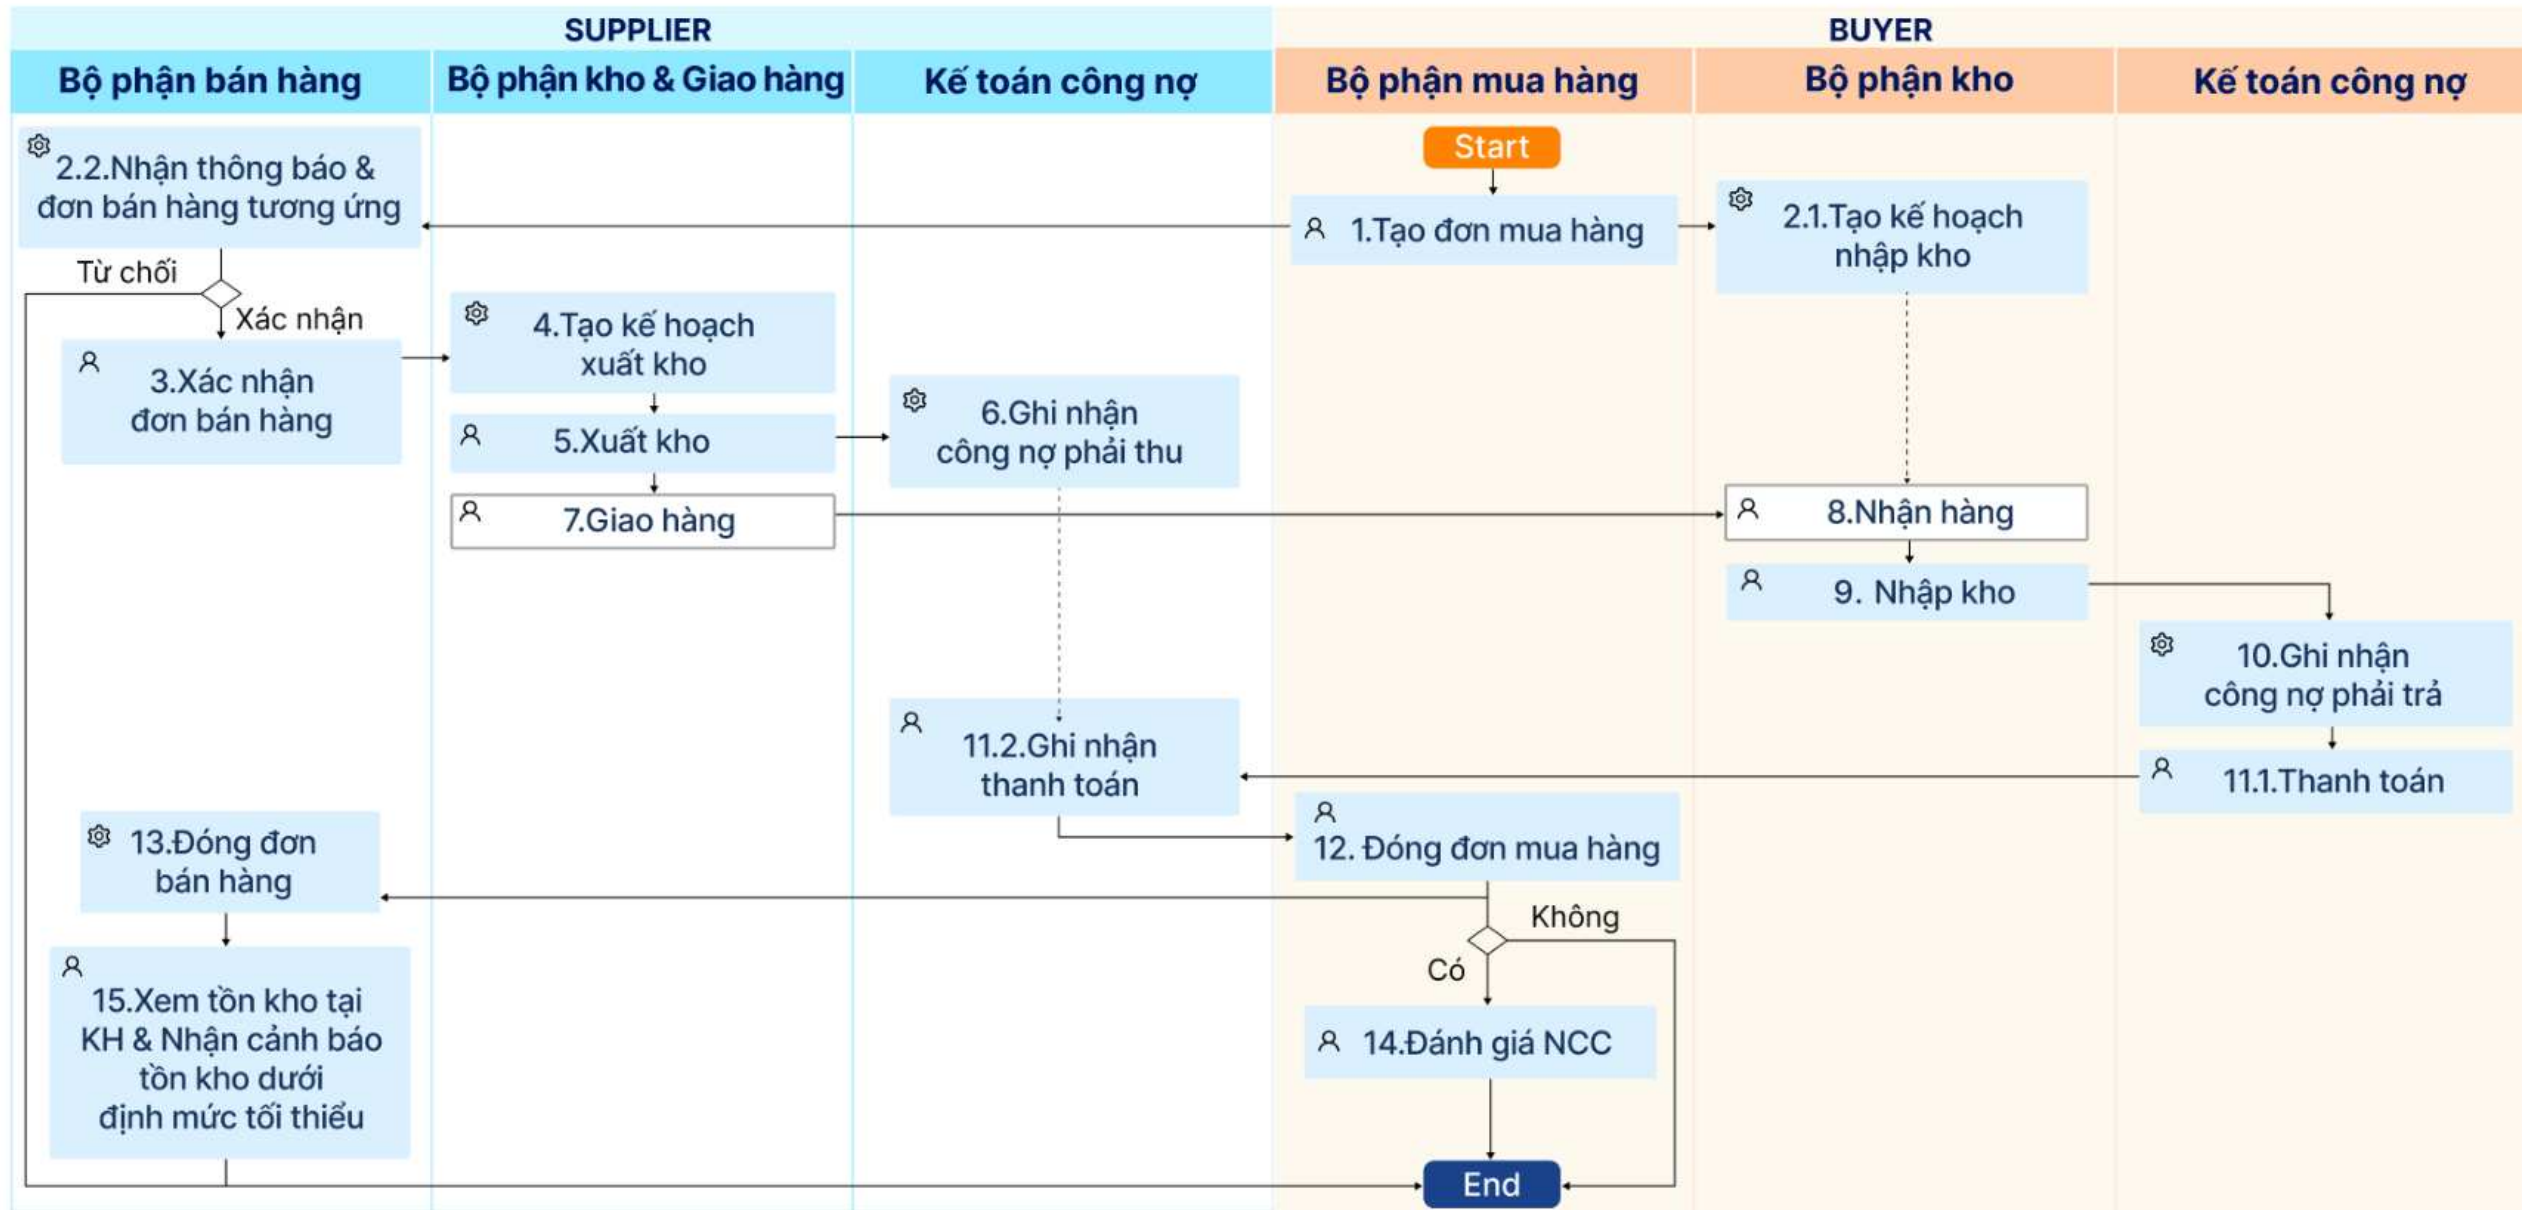 SUPPLIER
BUYER
Bộ phận bán hàng
Bộ phận kho & Giao hàng
Kế toán công nợ
Bộ phận mua hàng
Bộ phận kho
Kế toán công nợ
Start
2.2.Nhận thông báo &
đơn bán hàng tương ứng
1.Tạo đơn mua hàng
2.1.Tạo kế hoạch
nhập kho
Từ chối
Xác nhận
3.Xác nhận
đơn bán hàng
4.Tạo kế hoạch
xuất kho
5.Xuất kho
6.Ghi nhận
công nợ phải thu
7.Giao hàng
8.Nhận hàng
9. Nhập kho
10.Ghi nhận
công nợ phải trả
11.2.Ghi nhận
thanh toán
11.1.Thanh toán
12. Đóng đơn mua hàng
13.Đóng đơn
bán hàng
Không
Có
14.Đánh giá NCC
15.Xem tồn kho tại
KH & Nhận cảnh báo
tồn kho dưới
định mức tối thiểu
End